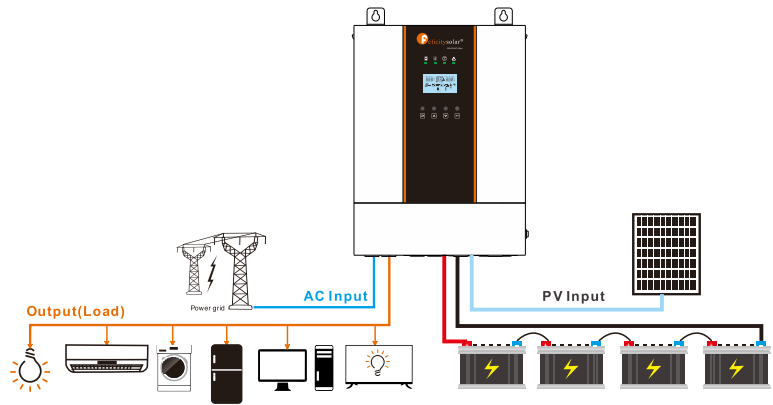 Felicitysolar®
AC Input
PV Input
Power grid
Output(Load)